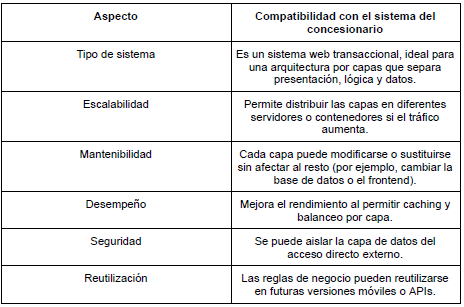 Aspecto
Compatibilidad con el sistema del
concesionario
Tipo de sistema
Es un sistema web transaccional, ideal para
una arquitectura por capas que separa
presentación, lógica y datos.
Escalabilidad
Permite distribuir las capas en diferentes
servidores o contenedores si el tráfico
aumenta.
Mantenibilidad
Cada capa puede modificarse o sustituirse
sin afectar al resto (por ejemplo, cambiar la
base de datos o el frontend).
Desempeño
Mejora el rendimiento al permitir caching y
balanceo por capa.
Seguridad
Se puede aislar la capa de datos del
acceso directo externo.
Reutilización
Las reglas de negocio pueden reutilizarse
en futuras versiones móviles o APIs.